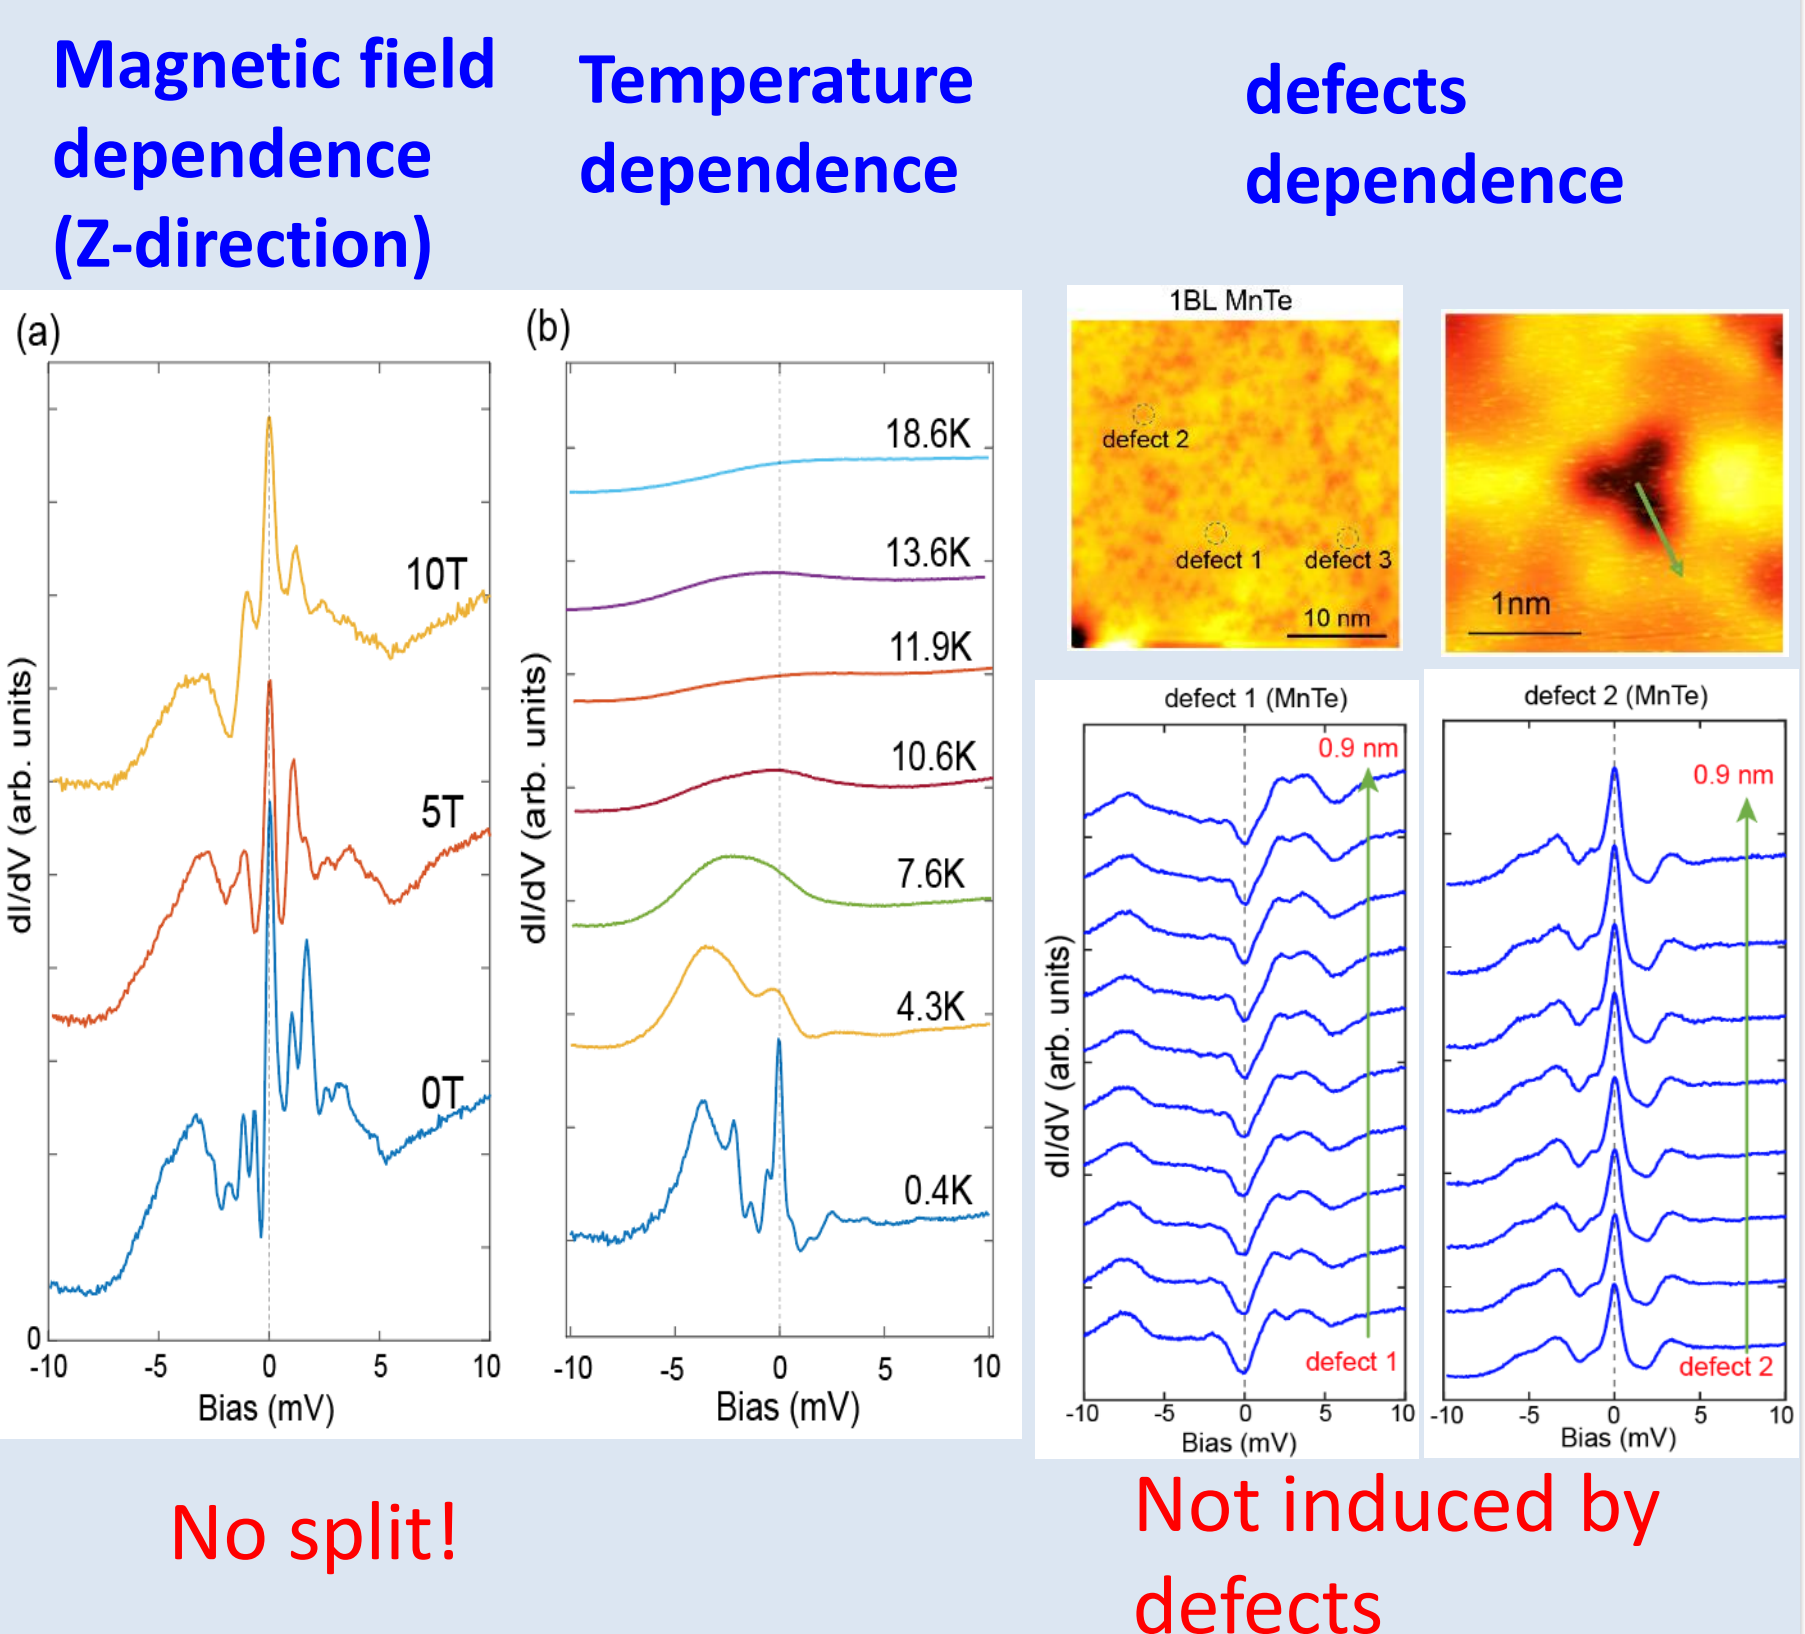 Magnetic field
dependence
(Z-direction)
Temperature
dependence
defects
dependence
(a)
10T
5T
0T
dI/dV (arb. units)
0
-10 -5 0 5 10
Bias (mV)
(b)
18.6K
13.6K
11.9K
10.6K
7.6K
4.3K
0.4K
dI/dV (arb. units)
-10 -5 0 5 10
Bias (mV)
1BL MnTe
defect 2
defect 1 defect 3
10 nm
1nm
defect 1 (MnTe)
0.9 nm
dI/dV (arb. units)
defect 1
-10 -5 0 5 10
Bias (mV)
defect 2 (MnTe)
0.9 nm
defect 2
-10 -5 0 5 10
Bias (mV)
No split!
Not induced by
defects